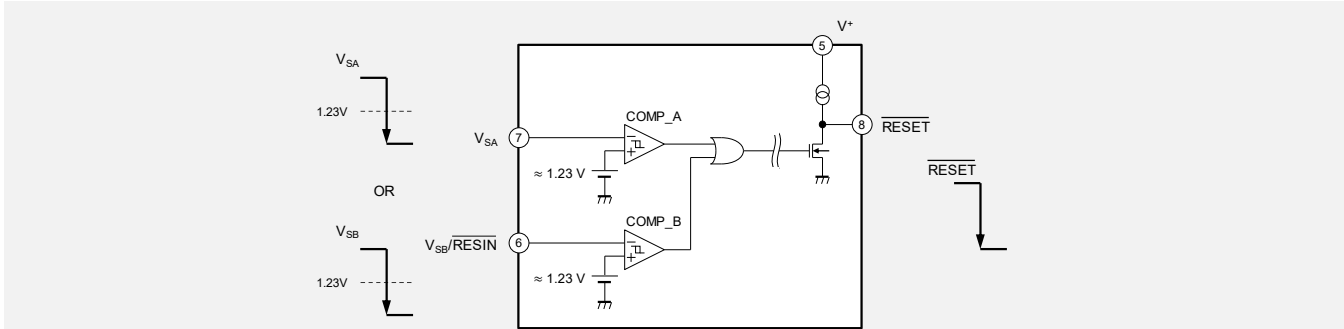 V+
5
VSA
1.23V
COMP_A
VSA 7
8 RESET
≈ 1.23 V
RESET
OR
COMP_B
VSB
VSB/RESIN 6
≈ 1.23 V
1.23V